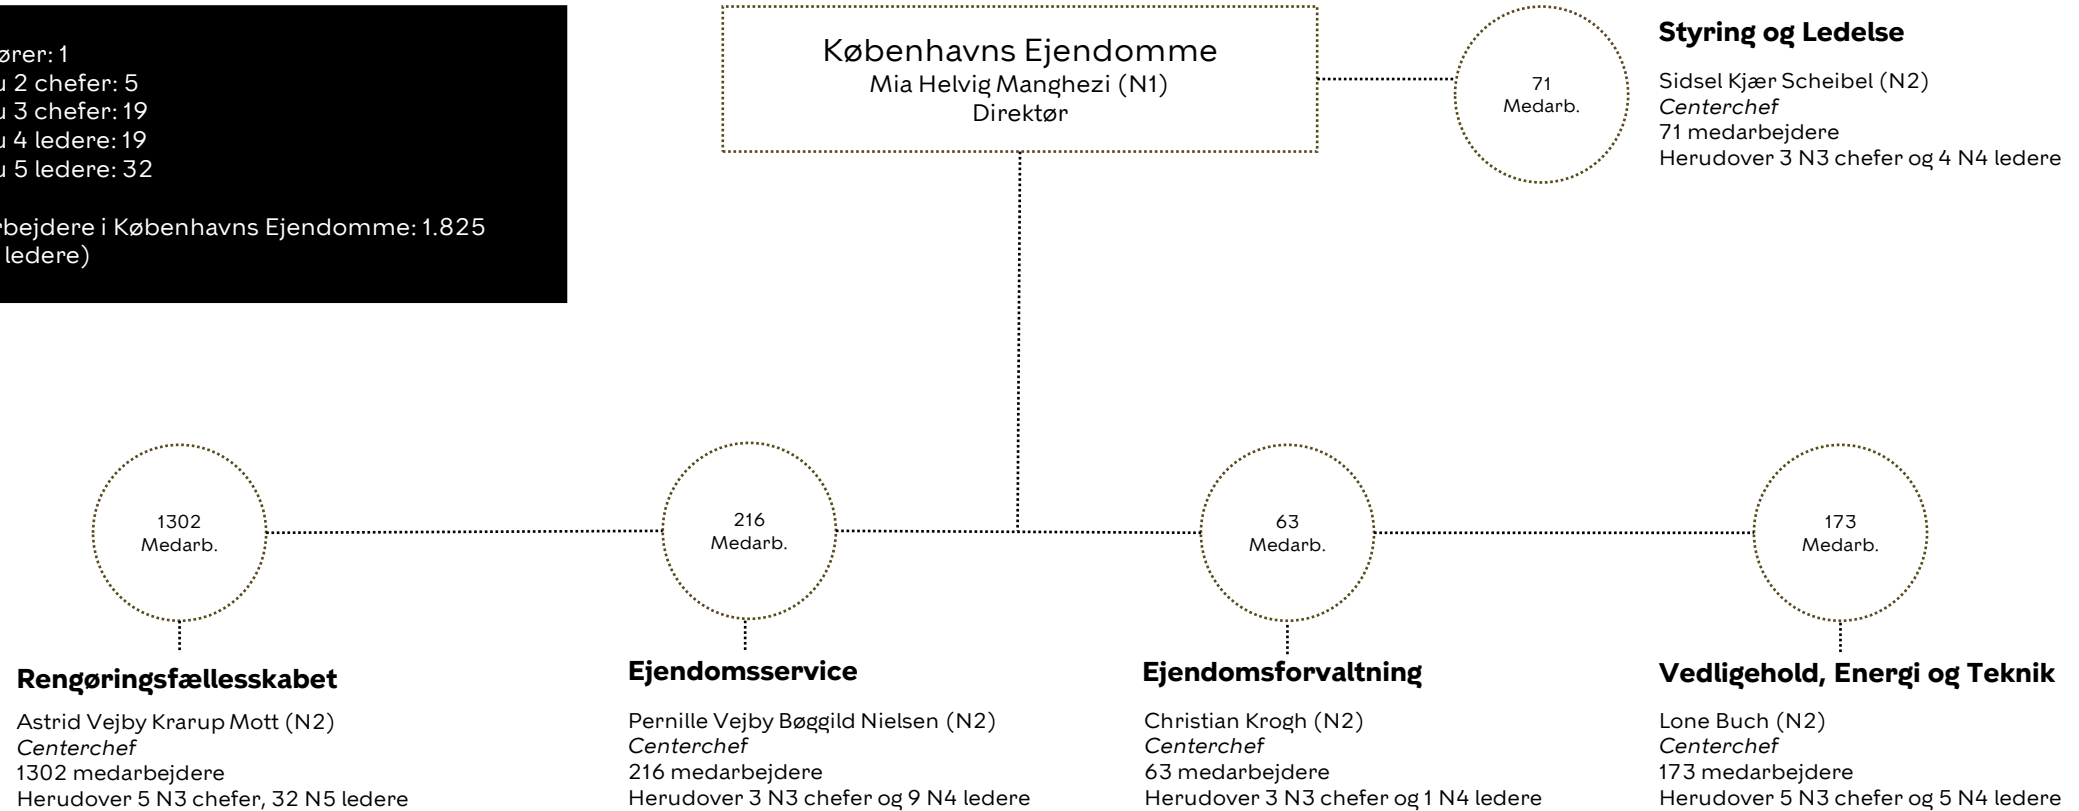 ører: 1
u 2 chefer: 5
u 3 chefer: 19
u 4 ledere: 19
u 5 ledere: 32
rbejdere i Københavns Ejendomme: 1.825
ledere)
Københavns Ejendomme
Mia Helvig Manghezi (N1)
Direktør
71
Medarb.
Styring og Ledelse
Sidsel Kjær Scheibel (N2)
Centerchef
71 medarbejdere
Herudover 3 N3 chefer og 4 N4 ledere
1302
Medarb.
216
Medarb.
63
Medarb.
173
Medarb.
Rengøringsfællesskabet
Astrid Vejby Krarup Mott (N2)
Centerchef
1302 medarbejdere
Herudover 5 N3 chefer, 32 N5 ledere
Ejendomsservice
Pernille Vejby Bøggild Nielsen (N2)
Centerchef
216 medarbejdere
Herudover 3 N3 chefer og 9 N4 ledere
Ejendomsforvaltning
Christian Krogh (N2)
Centerchef
63 medarbejdere
Herudover 3 N3 chefer og 1 N4 ledere
Vedligehold, Energi og Teknik
Lone Buch (N2)
Centerchef
173 medarbejdere
Herudover 5 N3 chefer og 5 N4 ledere